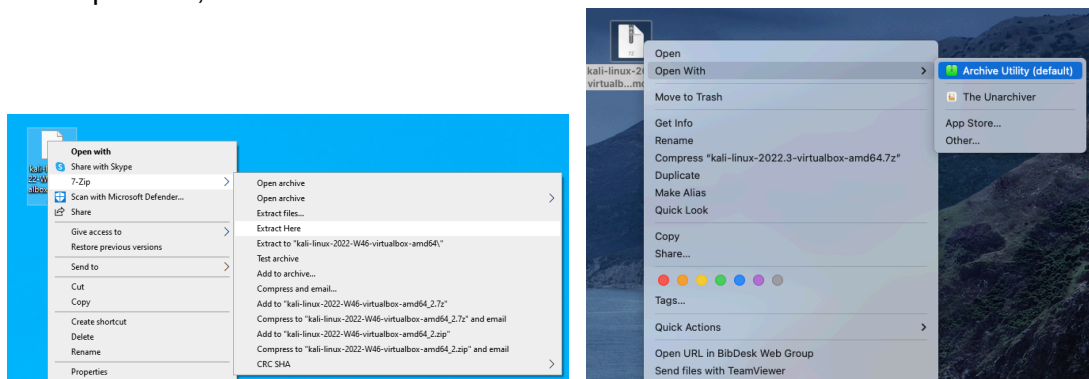 Open with
Share with Skype
7-Zip
Scan with Microsoft Defender...
Share
Give access to
Restore previous versions
Send to
Cut
Copy
Create shortcut
Delete
Rename
Properties
Open archive
Open archive
Extract files...
Extract Here
Extract to "kali-linux-2022-W46-virtualbox-amd64\"
Test archive
Add to archive...
Compress and email...
Add to "kali-linux-2022-W46-virtualbox-amd64_2.7z"
Compress to "kali-linux-2022-W46-virtualbox-amd64_2.7z" and email
Add to "kali-linux-2022-W46-virtualbox-amd64_2.zip"
Compress to "kali-linux-2022-W46-virtualbox-amd64_2.zip" and email
CRC SHA
kali-linux-2
virtualb...
Open
Open With
Move to Trash
Get Info
Rename
Compress "kali-linux-2022.3-virtualbox-amd64.7z"
Duplicate
Make Alias
Quick Look
Copy
Share...
Tags...
Quick Actions
Open URL in BibDesk Web Group
Send files with TeamViewer
Archive Utility (default)
The Unarchiver
App Store...
Other...